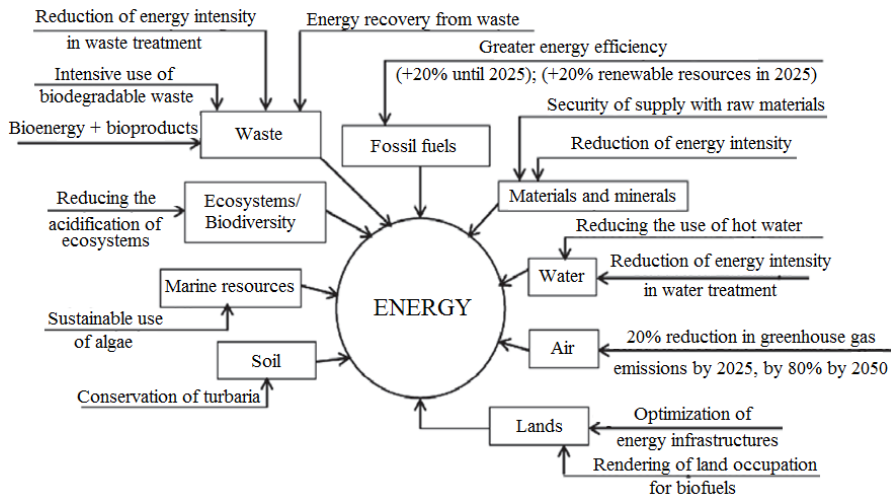 Reduction of energy intensity
in waste treatment
Energy recovery from waste
Intensive use of
biodegradable waste
Bioenergy + bioproducts
Waste
Greater energy efficiency
(+20% until 2025); (+20% renewable resources in 2025)
Fossil fuels
Security of supply with raw materials
Reduction of energy intensity
Materials and minerals
Reducing the
acidification of
ecosystems
Ecosystems/
Biodiversity
Reducing the use of hot water
Water
Reduction of energy intensity
in water treatment
Marine resources
Sustainable use
of algae
ENERGY
Soil
Conservation of turbaria
Air
20% reduction in greenhouse gas
emissions by 2025, by 80% by 2050
Lands
Optimization of
energy infrastructures
Rendering of land occupation
for biofuels